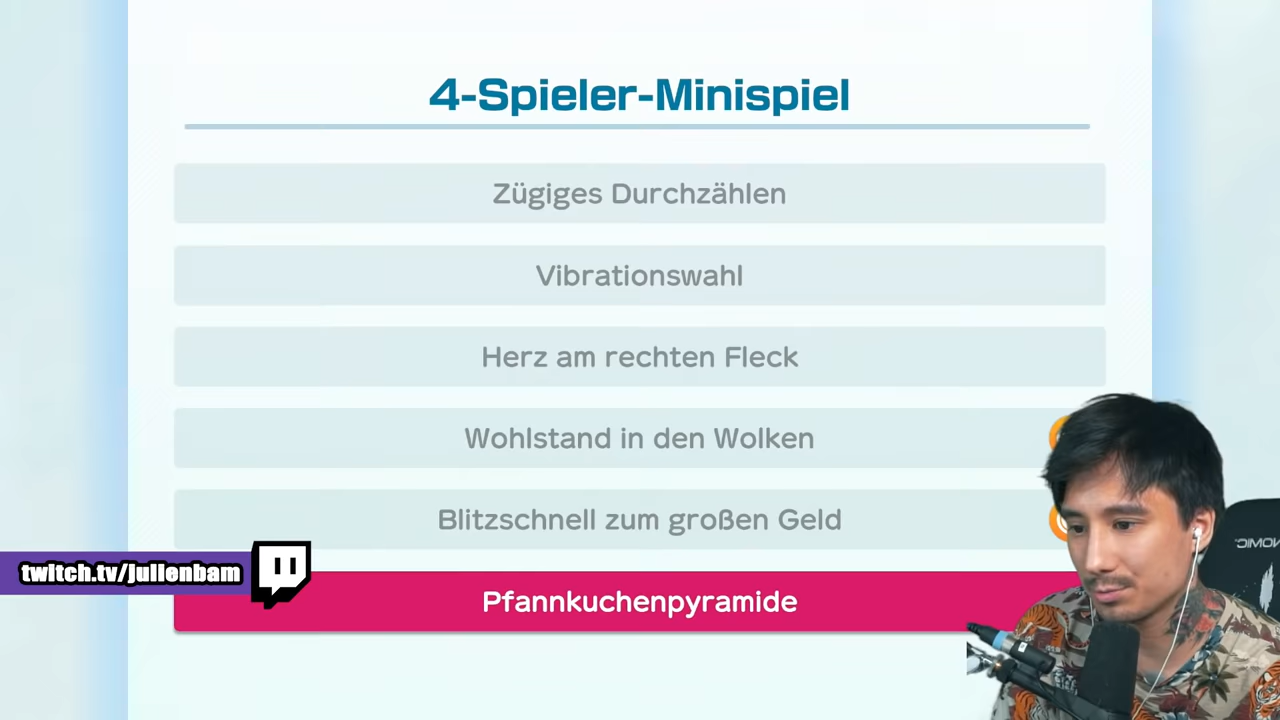 4-Spieler-Minispiel
Zügiges Durchzählen
Vibrationswahl
Herz am rechten Fleck
Wohlstand in den Wolken
Blitzschnell zum großen Geld
twitch.tv/julienbam
Pfannkuchenpyramide